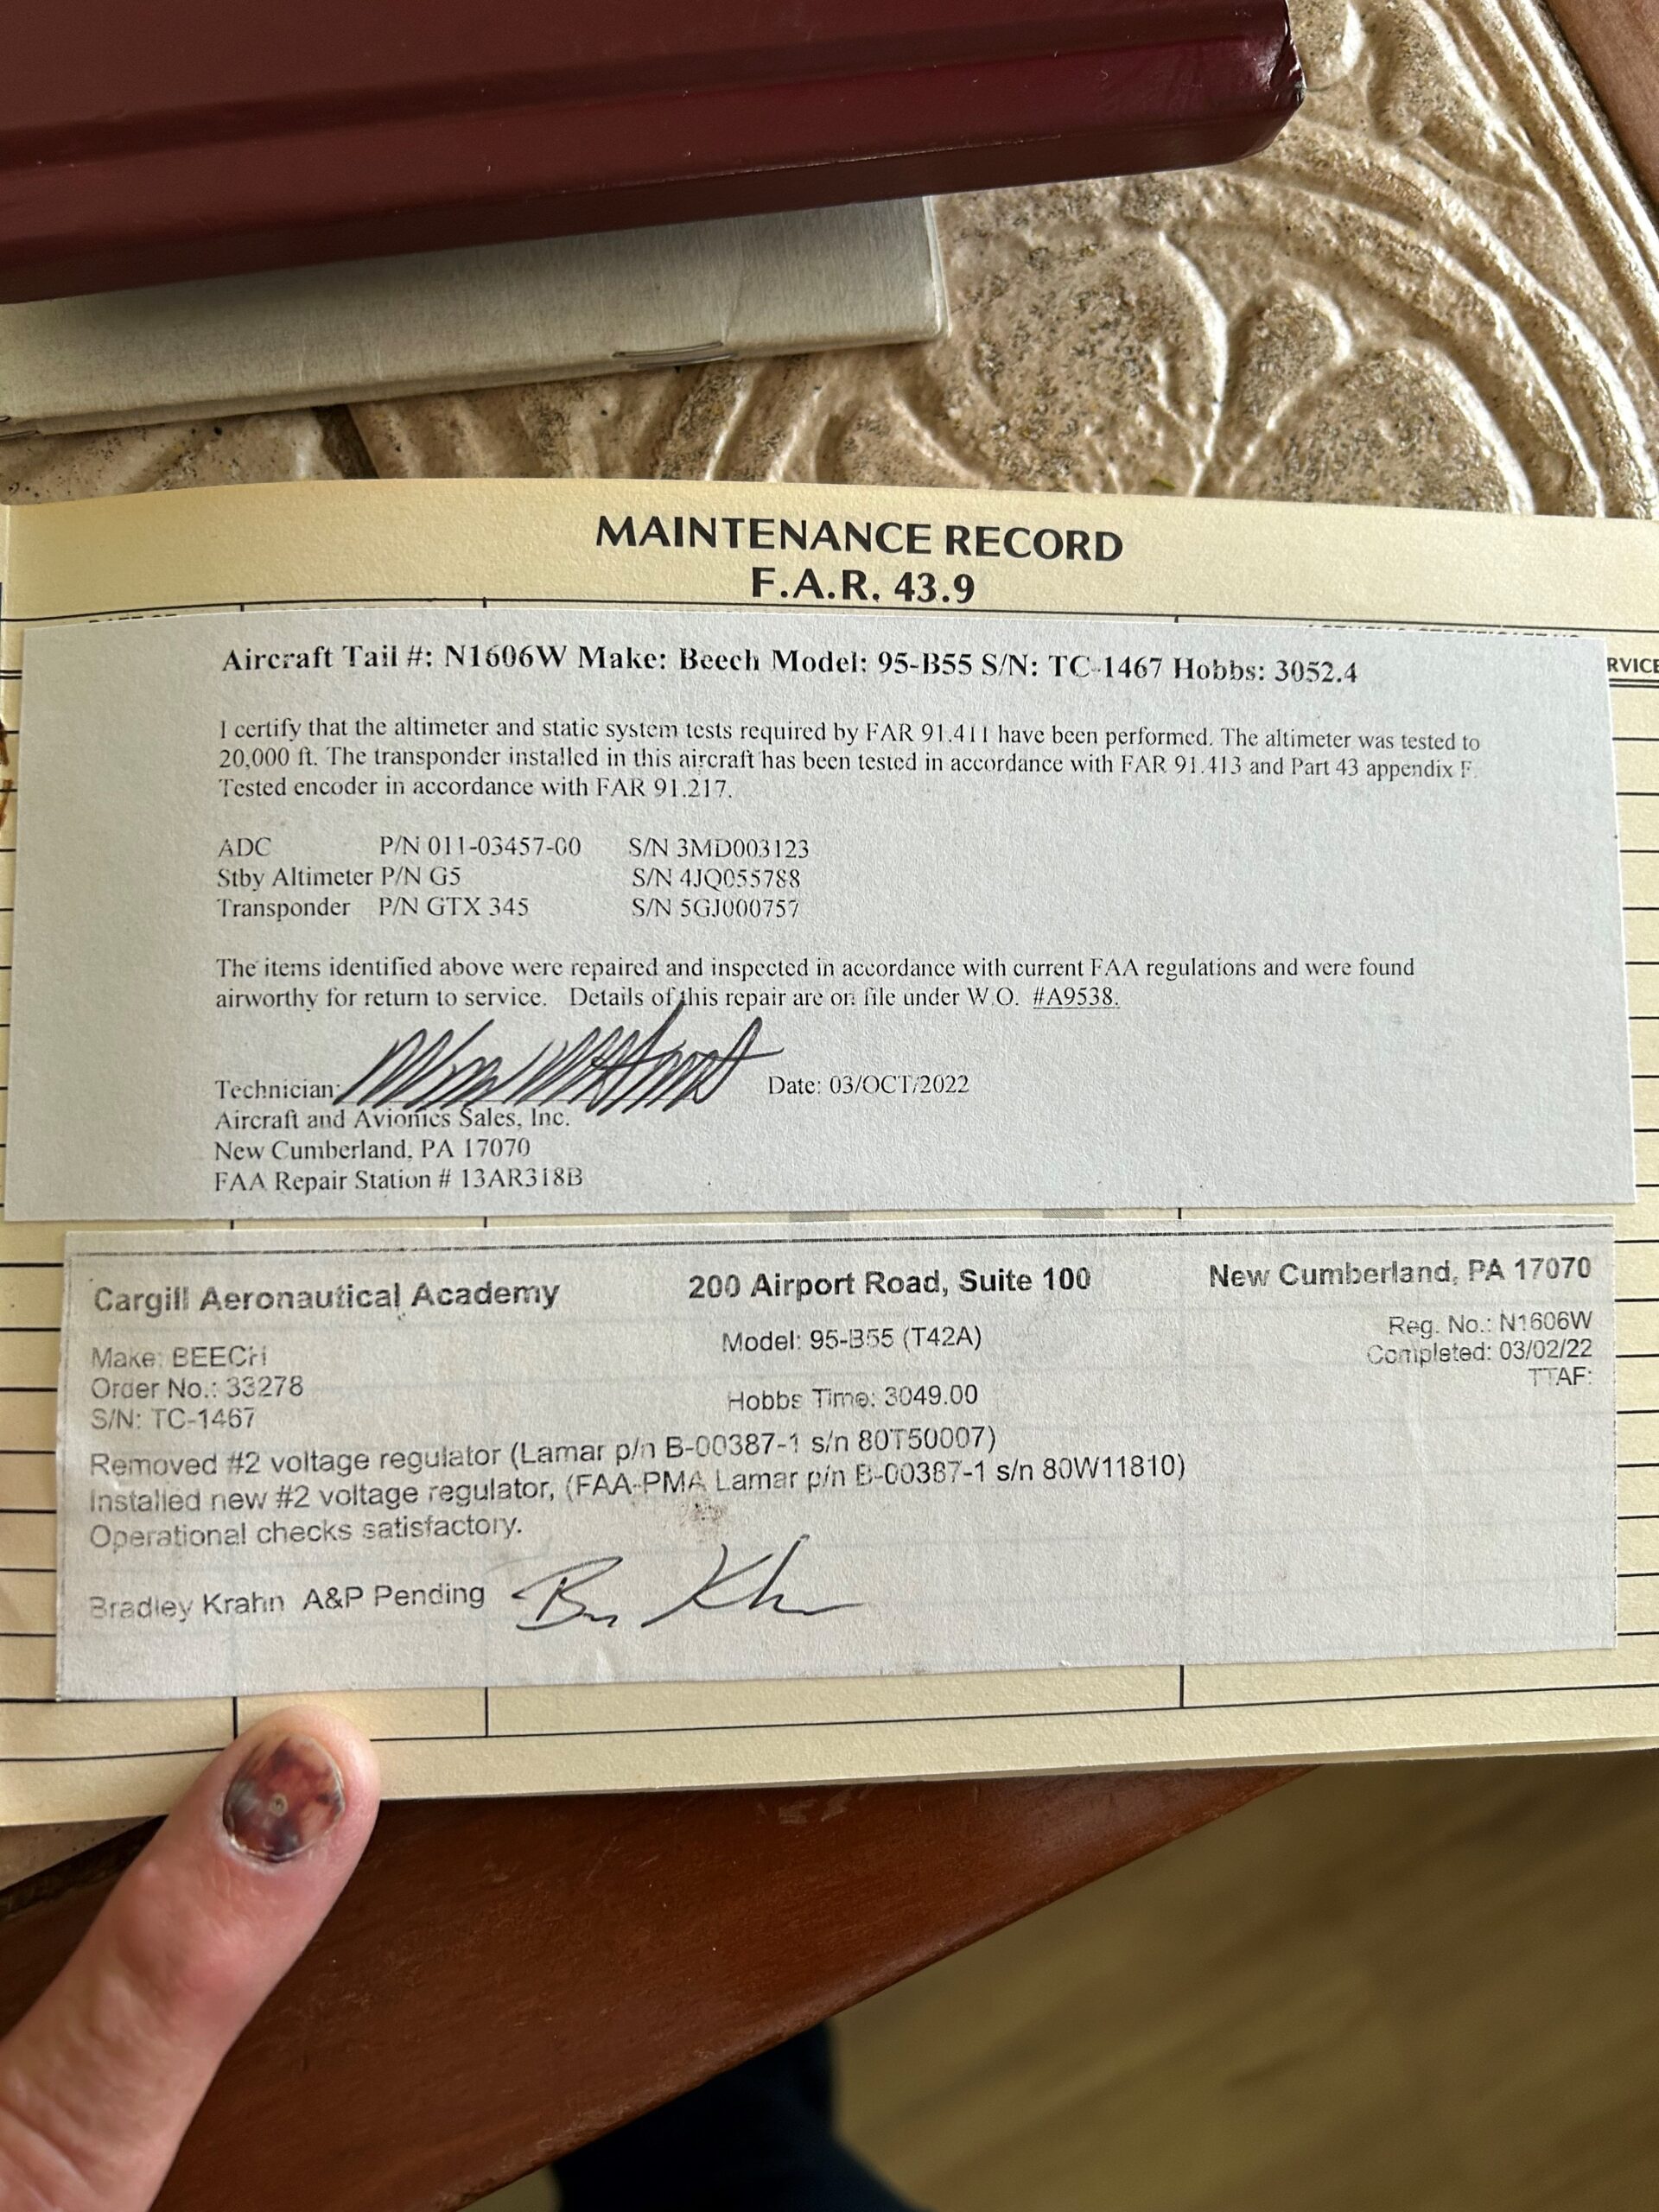 MAINTENANCE RECORD
F.A.R. 43.9
RVICE
Aircraft Tail #: N1606W Make: Beech Model: 95-B55 S/N: TC-1467 Hobbs: 3052.4
I certify that the altimeter and static system tests required by FAR 91.411 have been performed. The altimeter was tested to
20,000 ft. The transponder installed in this aircraft has been tested in accordance with FAR 91.413 and Part 43 appendix F.
Tested encoder in accordance with FAR 91.217.
ADC P/N 011-03457-00 S/N 3MD003123
Stby Altimeter P/N G5 S/N 4JQ055788
Transponder P/N GTX 345 S/N 5GJ000757
The items identified above were repaired and inspected in accordance with current FAA regulations and were found
airworthy for return to service. Details of this repair are on file under W.O. #A9538.
Technician: Date: 03/OCT/2022
Aircraft and Avionics Sales, Inc.
New Cumberland, PA 17070
FAA Repair Station # 13AR318B
Cargill Aeronautical Academy 200 Airport Road, Suite 100 New Cumberland, PA 17070
Make: BEECH Model: 95-B55 (T42A) Reg. No.: N1606W
Order No.: 33278 Completed: 03/02/22
S/N: TC-1467 Hobbs Time: 3049.00 TTAF:
Removed #2 voltage regulator (Lamar p/n B-00387-1 s/n 80T50007)
Installed new #2 voltage regulator, (FAA-PMA Lamar p/n B-00387-1 s/n 80W11810)
Operational checks satisfactory.
Bradley Krahn A&P Pending